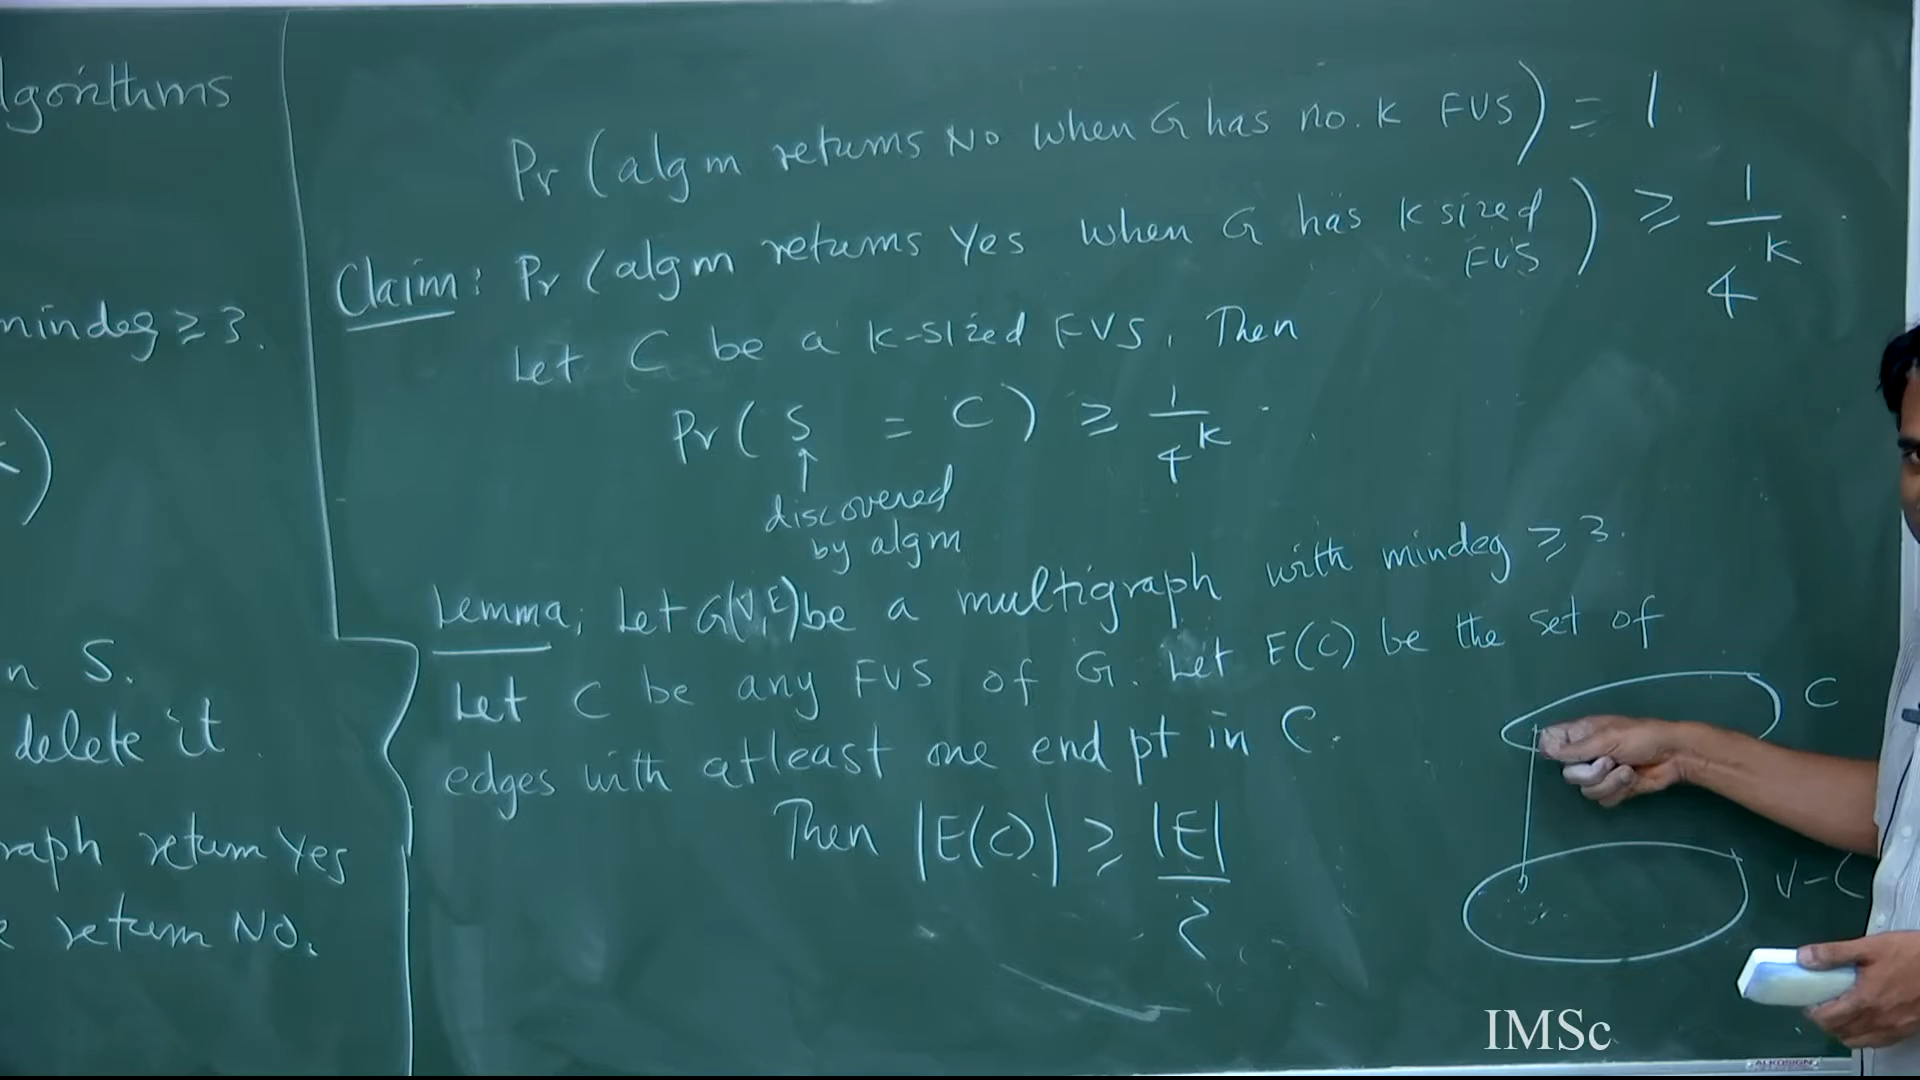 lgorithms
mindeg ≥ 3.
n S.
delete it
raph return Yes
return NO.
Pr (algm returns No when G has no. K FVS) = 1.
Claim: Pr (algm returns Yes when G has K sized FVS) ≥ 1/4^K
Let C be a K-sized FVS. Then
Pr ( S = C ) ≥ 1/4^K
↑
discovered
by algm
Lemma; Let G(V,E) be a multigraph with mindeg ≥ 3.
Let C be any FVS of G. Let E(C) be the set of
edges with atleast one end pt in C.
Then |E(C)| ≥ |E|/2
C
V-C
IMSc